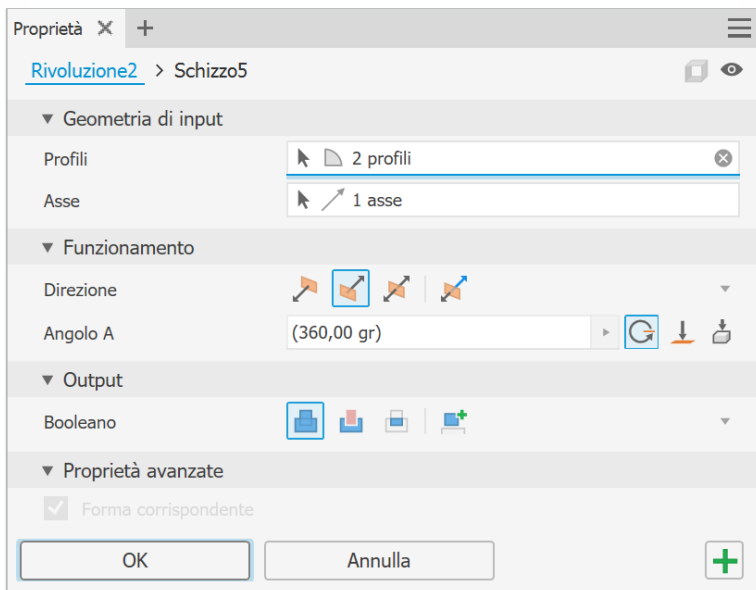 Proprietà
Rivoluzione2 > Schizzo5
Geometria di input
Profili 2 profili
Asse 1 asse
Funzionamento
Direzione
Angolo A (360,00 gr)
Output
Booleano
Proprietà avanzate
Forma corrispondente
OK Annulla